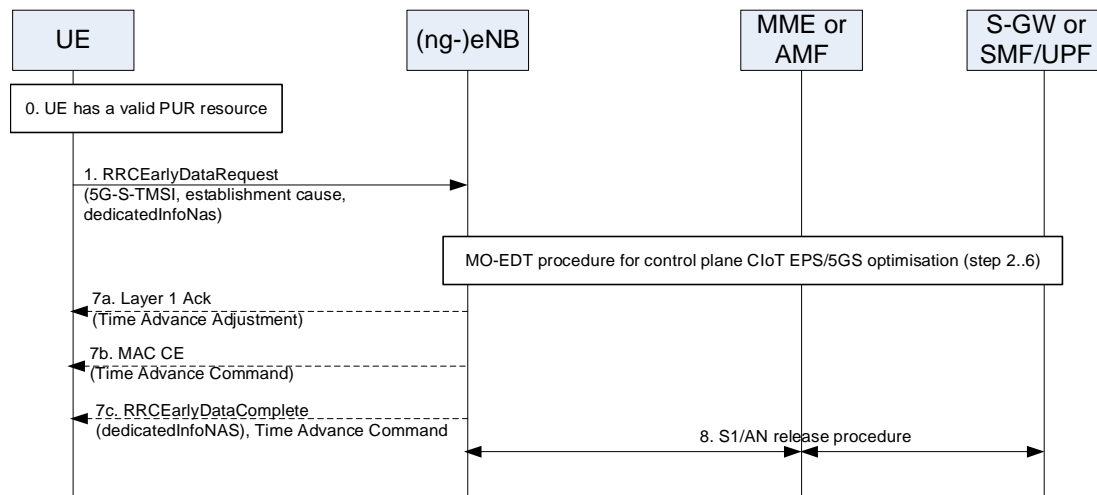 UE
(ng-)eNB
MME or
AMF
S-GW or
SMF/UPF
0. UE has a valid PUR resource
1. RRCEarlyDataRequest
(5G-S-TMSI, establishment cause,
dedicatedInfoNas)
MO-EDT procedure for control plane CIoT EPS/5GS optimisation (step 2..6)
7a. Layer 1 Ack
(Time Advance Adjustment)
7b. MAC CE
(Time Advance Command)
7c. RRCEarlyDataComplete
(dedicatedInfoNAS), Time Advance Command
8. S1/AN release procedure